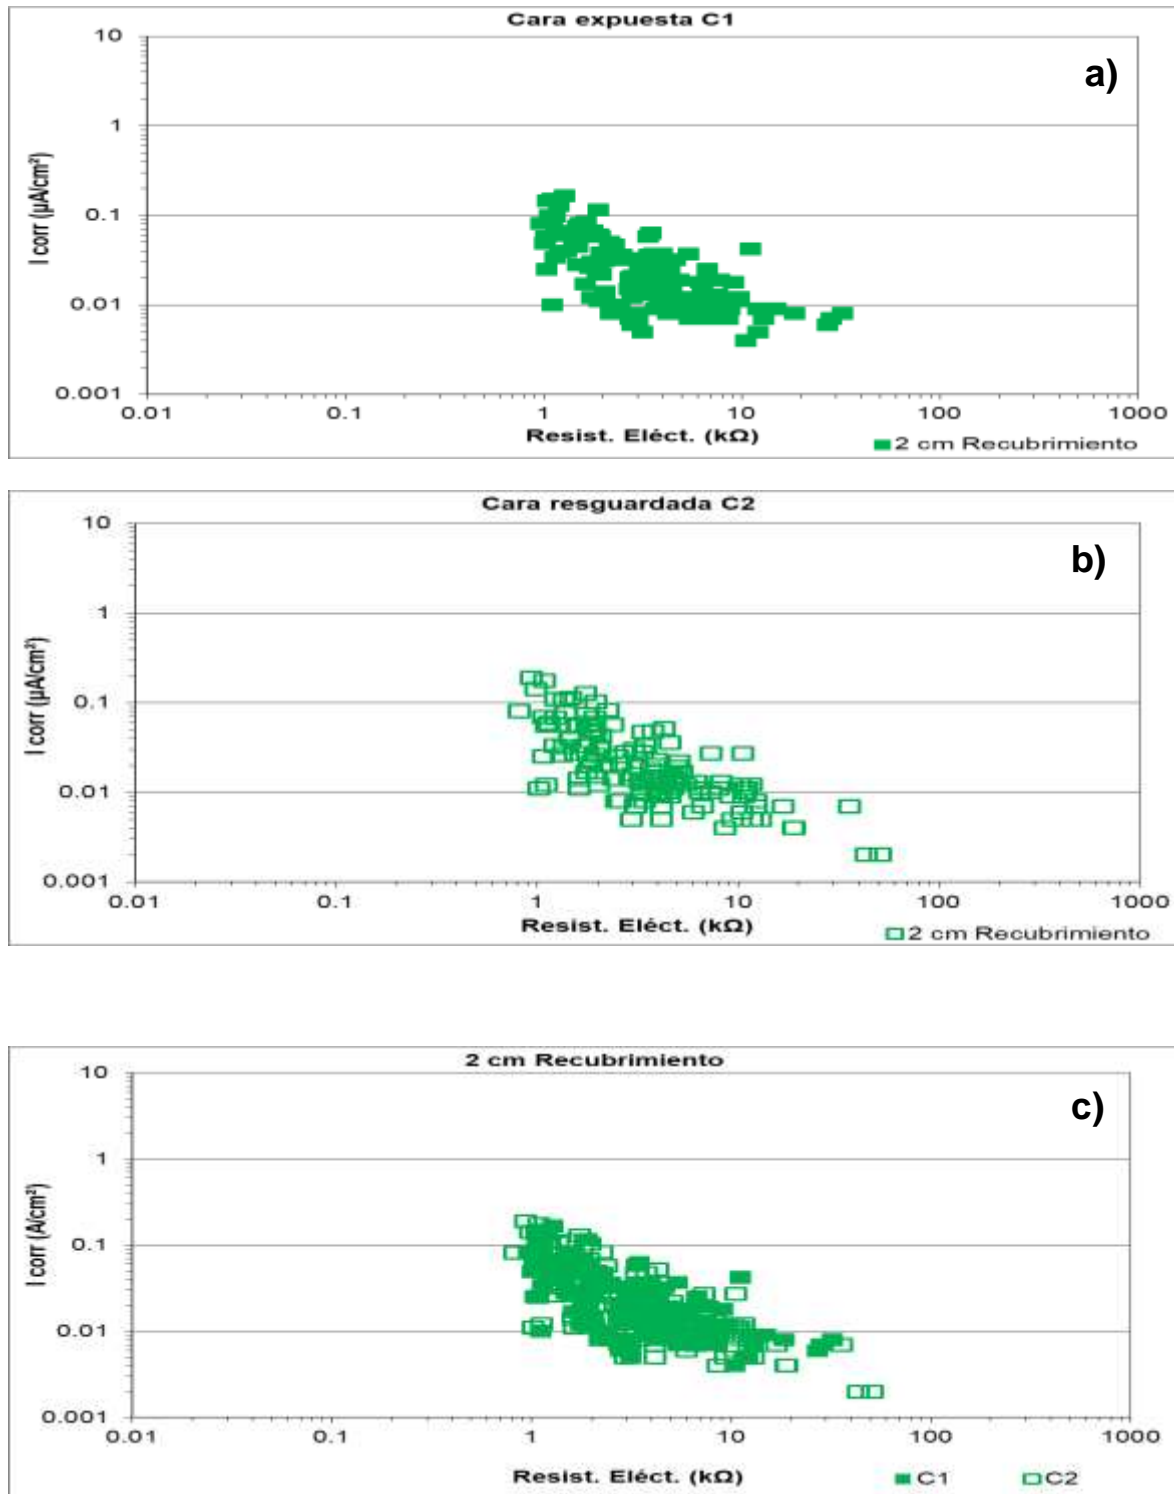 Cara expuesta C1
a)
10
1
0.1
0.01
0.001
I corr (µA/cm²)
0.01 0.1 1 10 100 1000
Resist. Eléct. (kΩ)
2 cm Recubrimiento
Cara resguardada C2
b)
10
1
0.1
0.01
0.001
I corr (µA/cm²)
0.01 0.1 1 10 100 1000
Resist. Eléct. (kΩ)
2 cm Recubrimiento
2 cm Recubrimiento
c)
10
1
0.1
0.01
0.001
I corr (A/cm²)
0.01 0.1 1 10 100 1000
Resist. Eléct. (kΩ)
C1 C2